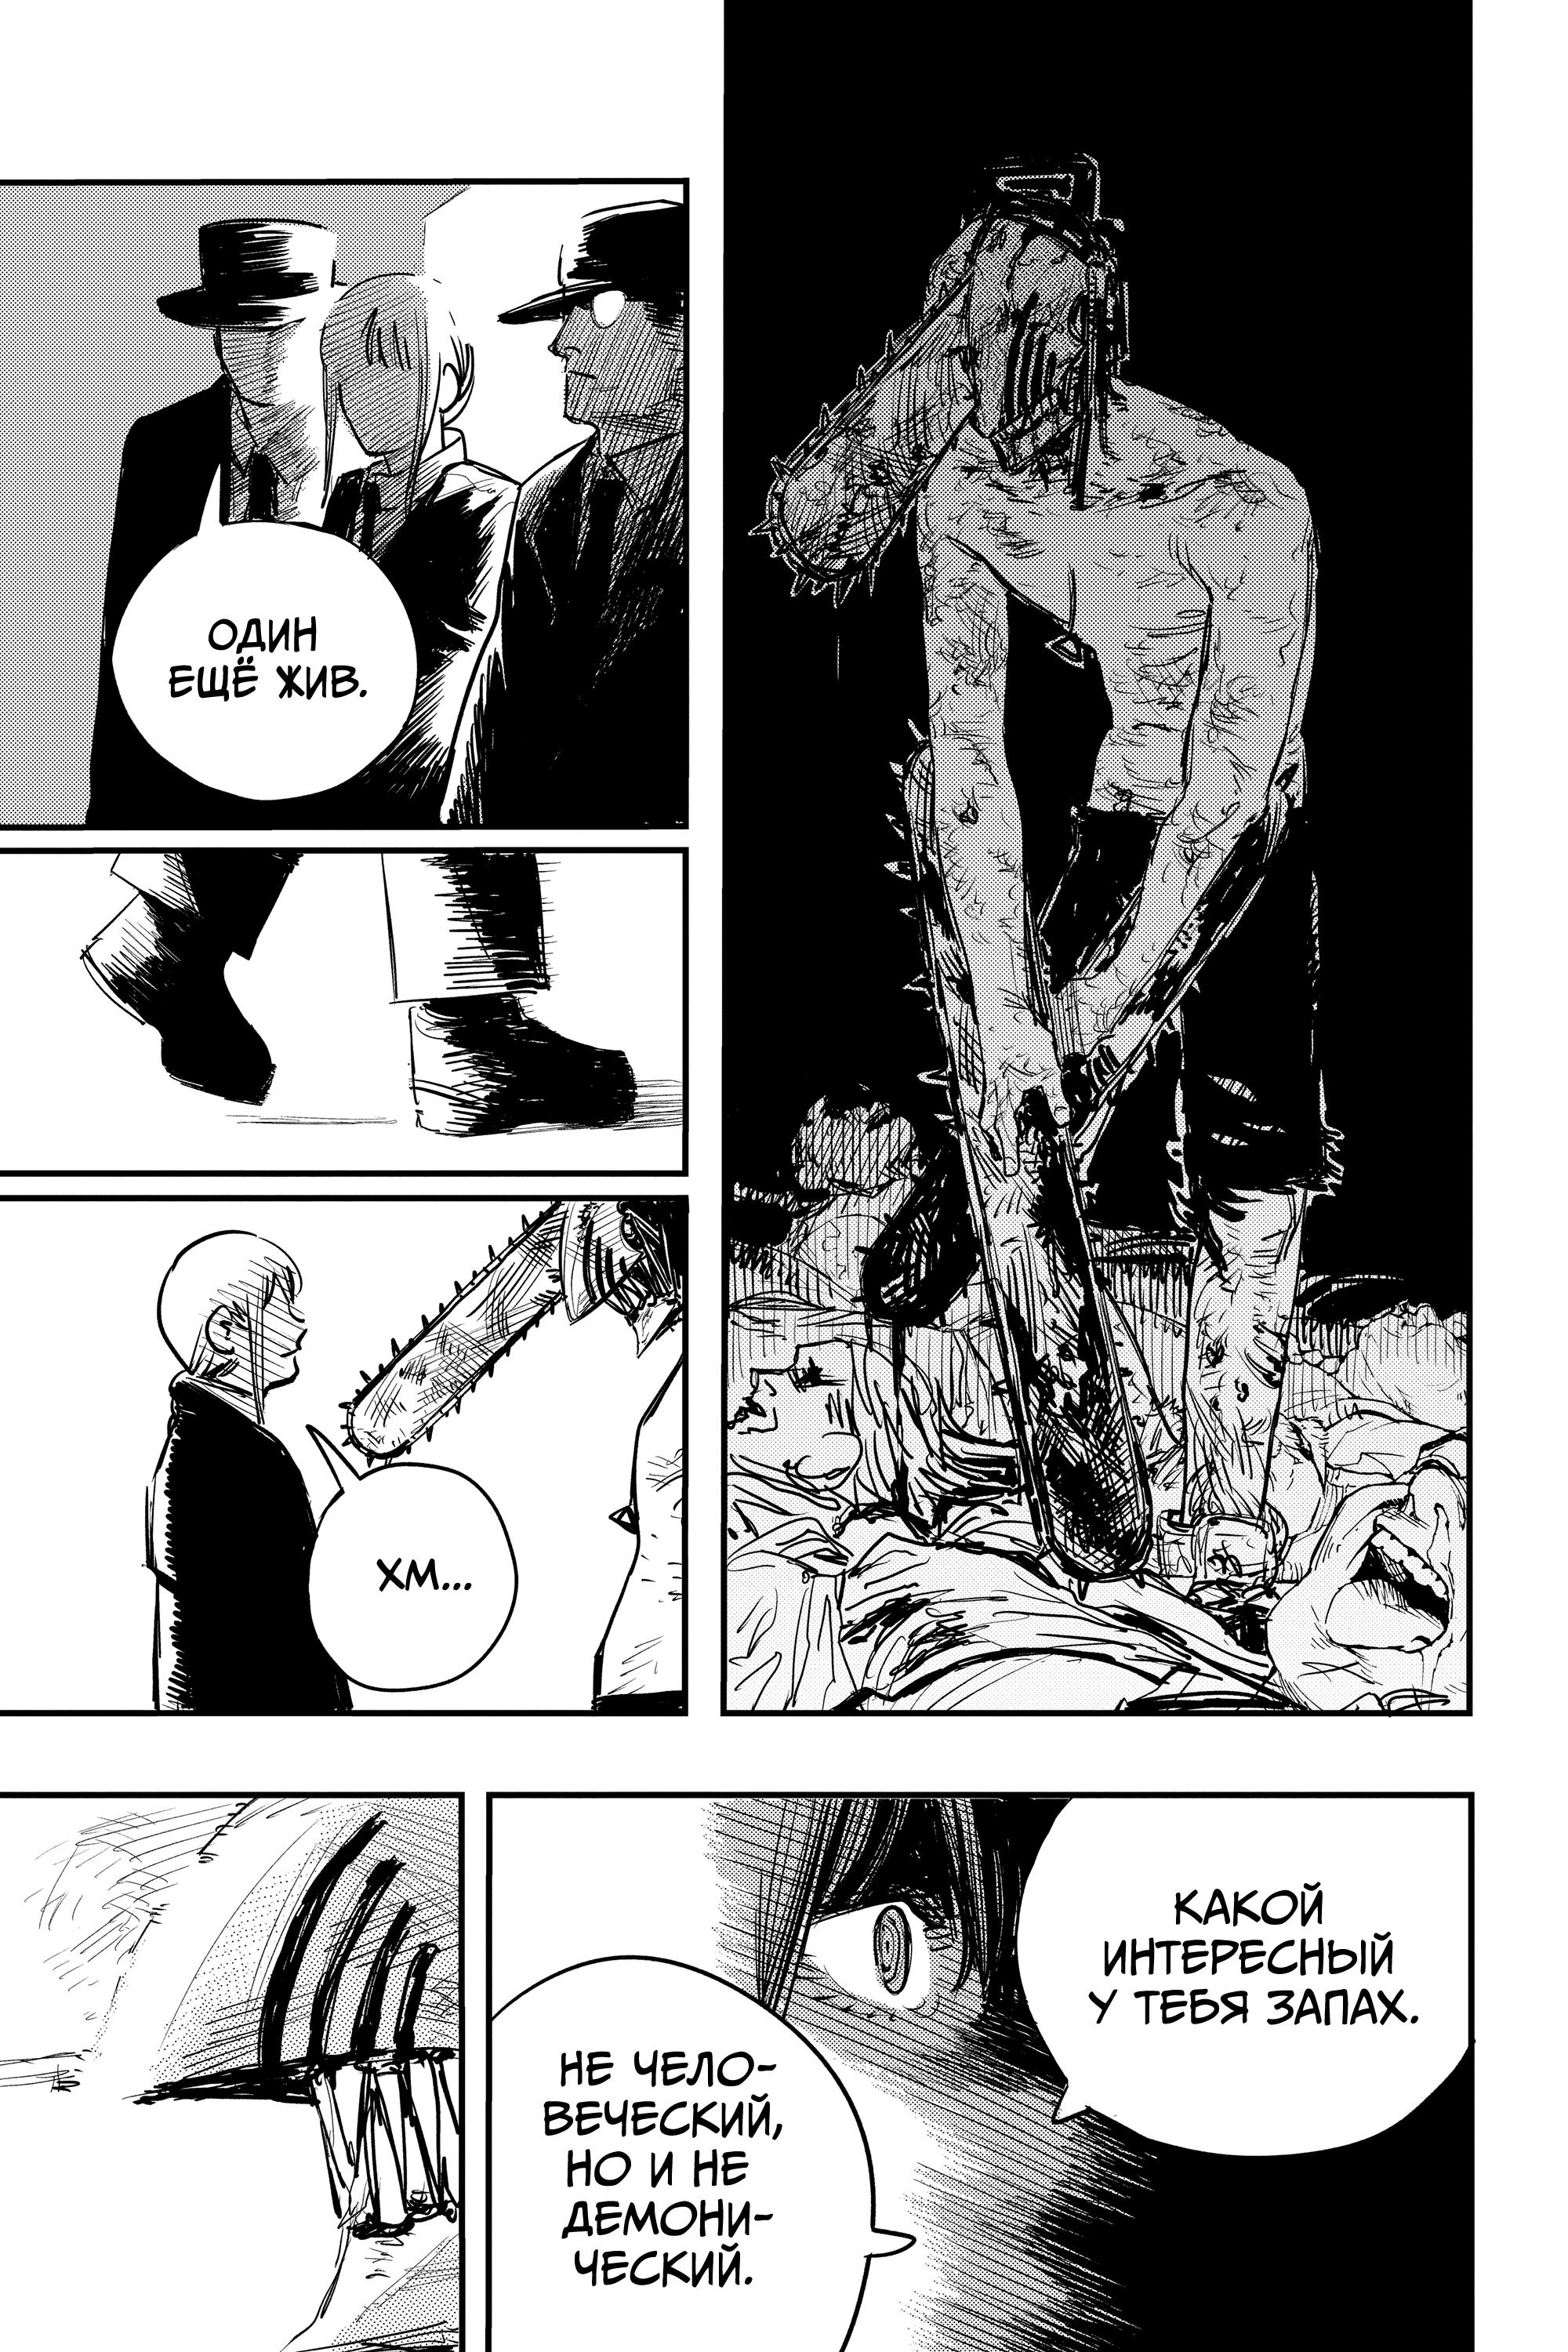 ОДИН
ЕЩЁ ЖИВ.
ХМ...
КАКОЙ
ИНТЕРЕСНЫЙ
У ТЕБЯ ЗАПАХ.
НЕ ЧЕЛО-
ВЕЧЕСКИЙ,
НО И НЕ
ДЕМОНИ-
ЧЕСКИЙ.